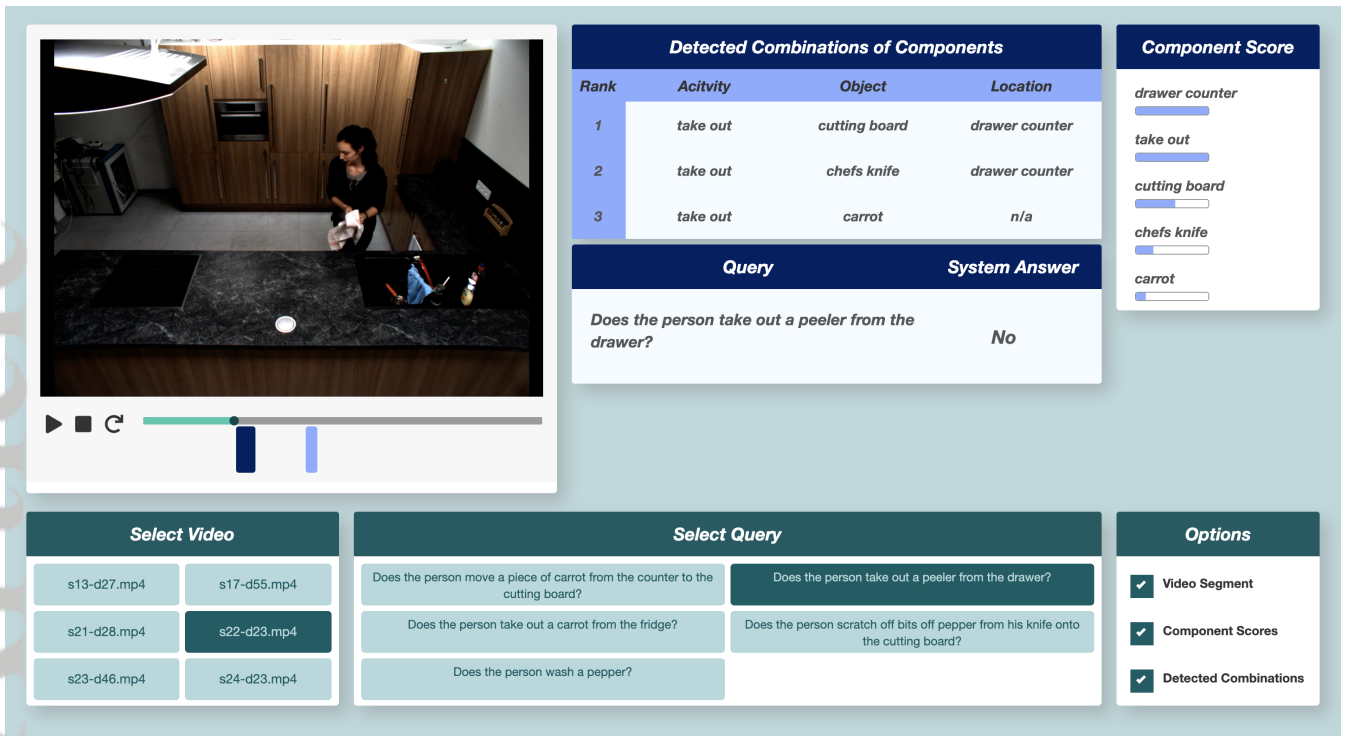 Detected Combinations of Components
Rank Acitvity Object Location
1 take out cutting board drawer counter
2 take out chefs knife drawer counter
3 take out carrot n/a
Component Score
drawer counter
take out
cutting board
chefs knife
carrot
Query System Answer
Does the person take out a peeler from the
drawer?
No
Select Video
s13-d27.mp4 s17-d55.mp4
s21-d28.mp4 s22-d23.mp4
s23-d46.mp4 s24-d23.mp4
Select Query
Does the person move a piece of carrot from the counter to the
cutting board?
Does the person take out a peeler from the drawer?
Does the person take out a carrot from the fridge?
Does the person scratch off bits off pepper from his knife onto
the cutting board?
Does the person wash a pepper?
Options
Video Segment
Component Scores
Detected Combinations